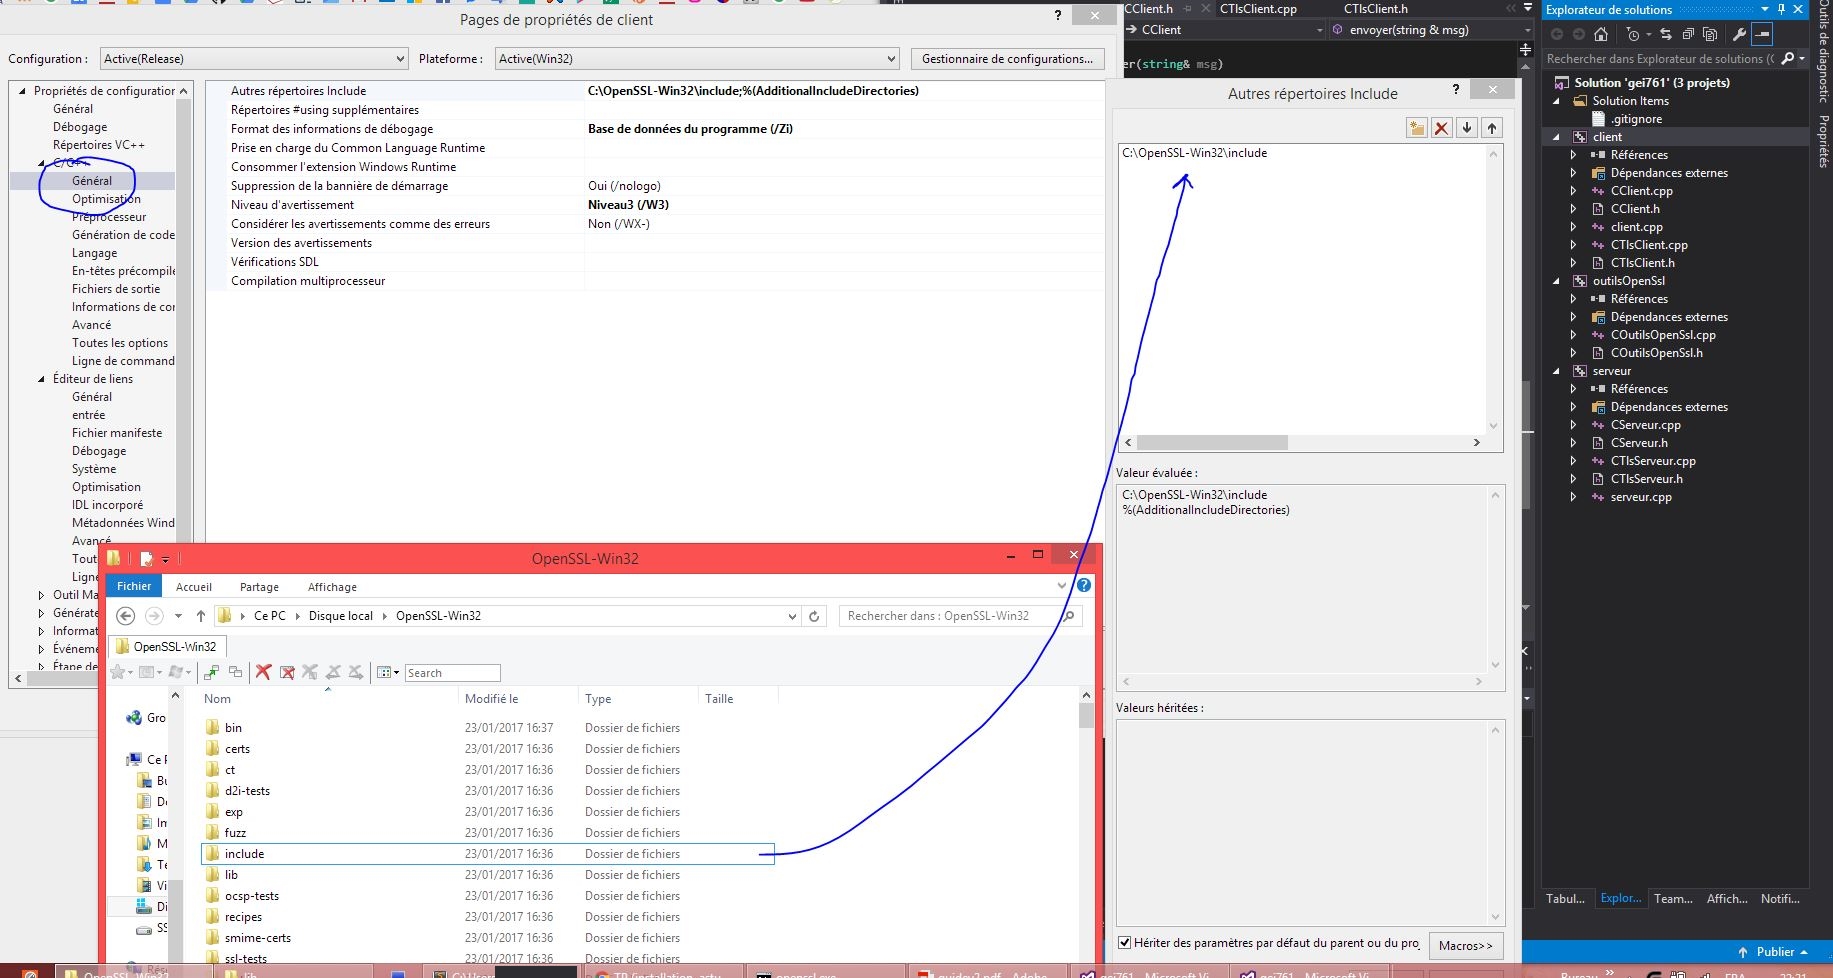 Pages de propriétés de client
?
Configuration :
Active(Release)
Plateforme :
Active(Win32)
Gestionnaire de configurations...
Propriétés de configuration
Général
Débogage
Répertoires VC++
C/C++
Général
Optimisation
Préprocesseur
Génération de code
Langage
En-têtes précompile
Fichiers de sortie
Informations de cor
Avancé
Toutes les options
Ligne de command
Éditeur de liens
Général
entrée
Fichier manifeste
Débogage
Système
Optimisation
IDL incorporé
Métadonnées Wind
Avancé
Tout
Ligne
Outil Ma
Générate
Informat
Événeme
Étape de
Autres répertoires Include
C:\OpenSSL-Win32\include;%(AdditionalIncludeDirectories)
Répertoires #using supplémentaires
Format des informations de débogage
Base de données du programme (/Zi)
Prise en charge du Common Language Runtime
Consommer l'extension Windows Runtime
Suppression de la bannière de démarrage
Oui (/nologo)
Niveau d'avertissement
Niveau3 (/W3)
Considérer les avertissements comme des erreurs
Non (/WX-)
Version des avertissements
Vérifications SDL
Compilation multiprocesseur
OpenSSL-Win32
Fichier
Accueil
Partage
Affichage
Ce PC
Disque local
OpenSSL-Win32
Rechercher dans : OpenSSL-Win32
OpenSSL-Win32
Search
Nom
Modifié le
Type
Taille
bin 23/01/2017 16:37 Dossier de fichiers
certs 23/01/2017 16:36 Dossier de fichiers
ct 23/01/2017 16:36 Dossier de fichiers
d2i-tests 23/01/2017 16:36 Dossier de fichiers
exp 23/01/2017 16:36 Dossier de fichiers
fuzz 23/01/2017 16:36 Dossier de fichiers
include 23/01/2017 16:36 Dossier de fichiers
lib 23/01/2017 16:36 Dossier de fichiers
ocsp-tests 23/01/2017 16:36 Dossier de fichiers
recipes 23/01/2017 16:36 Dossier de fichiers
smime-certs 23/01/2017 16:36 Dossier de fichiers
ssl-tests 23/01/2017 16:36 Dossier de fichiers
Gro
Ce P
CClient.h
CTlsClient.cpp
CTlsClient.h
CClient
envoyer(string & msg)
er(string& msg)
Autres répertoires Include
?
C:\OpenSSL-Win32\include
Valeur évaluée :
C:\OpenSSL-Win32\include
%(AdditionalIncludeDirectories)
Valeurs héritées :
Hériter des paramètres par défaut du parent ou du proj
Macros>>
Explorateur de solutions
Rechercher dans Explorateur de solutions (C
Solution 'gei761' (3 projets)
Solution Items
.gitignore
client
Références
Dépendances externes
CClient.cpp
CClient.h
client.cpp
CTlsClient.cpp
CTlsClient.h
outilsOpenSsl
Références
Dépendances externes
COutilsOpenSsl.cpp
COutilsOpenSsl.h
serveur
Références
Dépendances externes
CServeur.cpp
CServeur.h
CTlsServeur.cpp
CTlsServeur.h
serveur.cpp
Tabul...
Explor...
Team...
Affich...
Notifi...
Publier
Outils de diagnostic
Propriétés